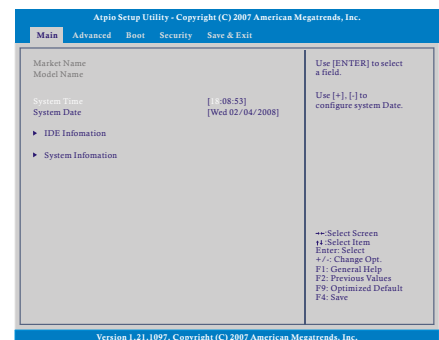 Atpio Setup Utility - Copyright (C) 2007 American Megatrends, Inc.
Main Advanced Boot Security Save & Exit
Market Name
Model Name
System Time [ :08:53]
System Date [Wed 02/04/2008]
IDE Infomation
System Infomation
Use [ENTER] to select
a field.
Use [+], [-] to
configure system Date.
→←:Select Screen
↑↓:Select Item
Enter: Select
+/-: Change Opt.
F1: General Help
F2: Previous Values
F9: Optimized Default
F4: Save
Version 1.21.1097. Copyright (C) 2007 American Megatrends, Inc.